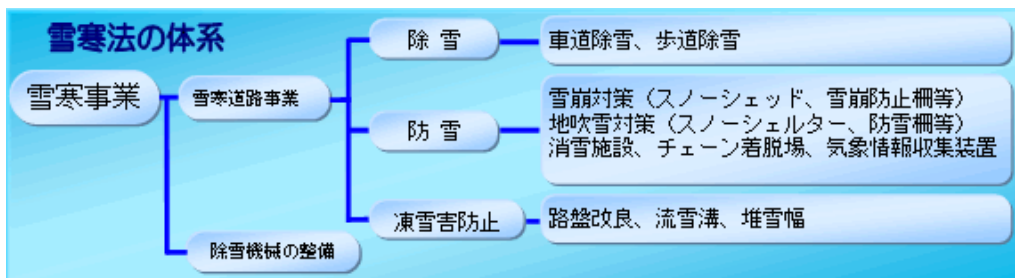 雪寒法の体系
雪寒事業
雪寒道路事業
除雪
車道除雪、歩道除雪
防雪
雪崩対策(スノーシェッド、雪崩防止柵等)
地吹雪対策(スノーシェルター、防雪柵等)
消雪施設、チェーン着脱場、気象情報収集装置
凍雪害防止
路盤改良、流雪溝、堆雪幅
除雪機械の整備